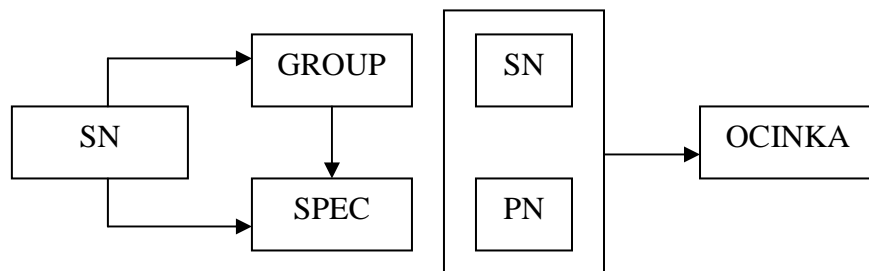 GROUP
SN
SN
OCINKA
SPEC
PN